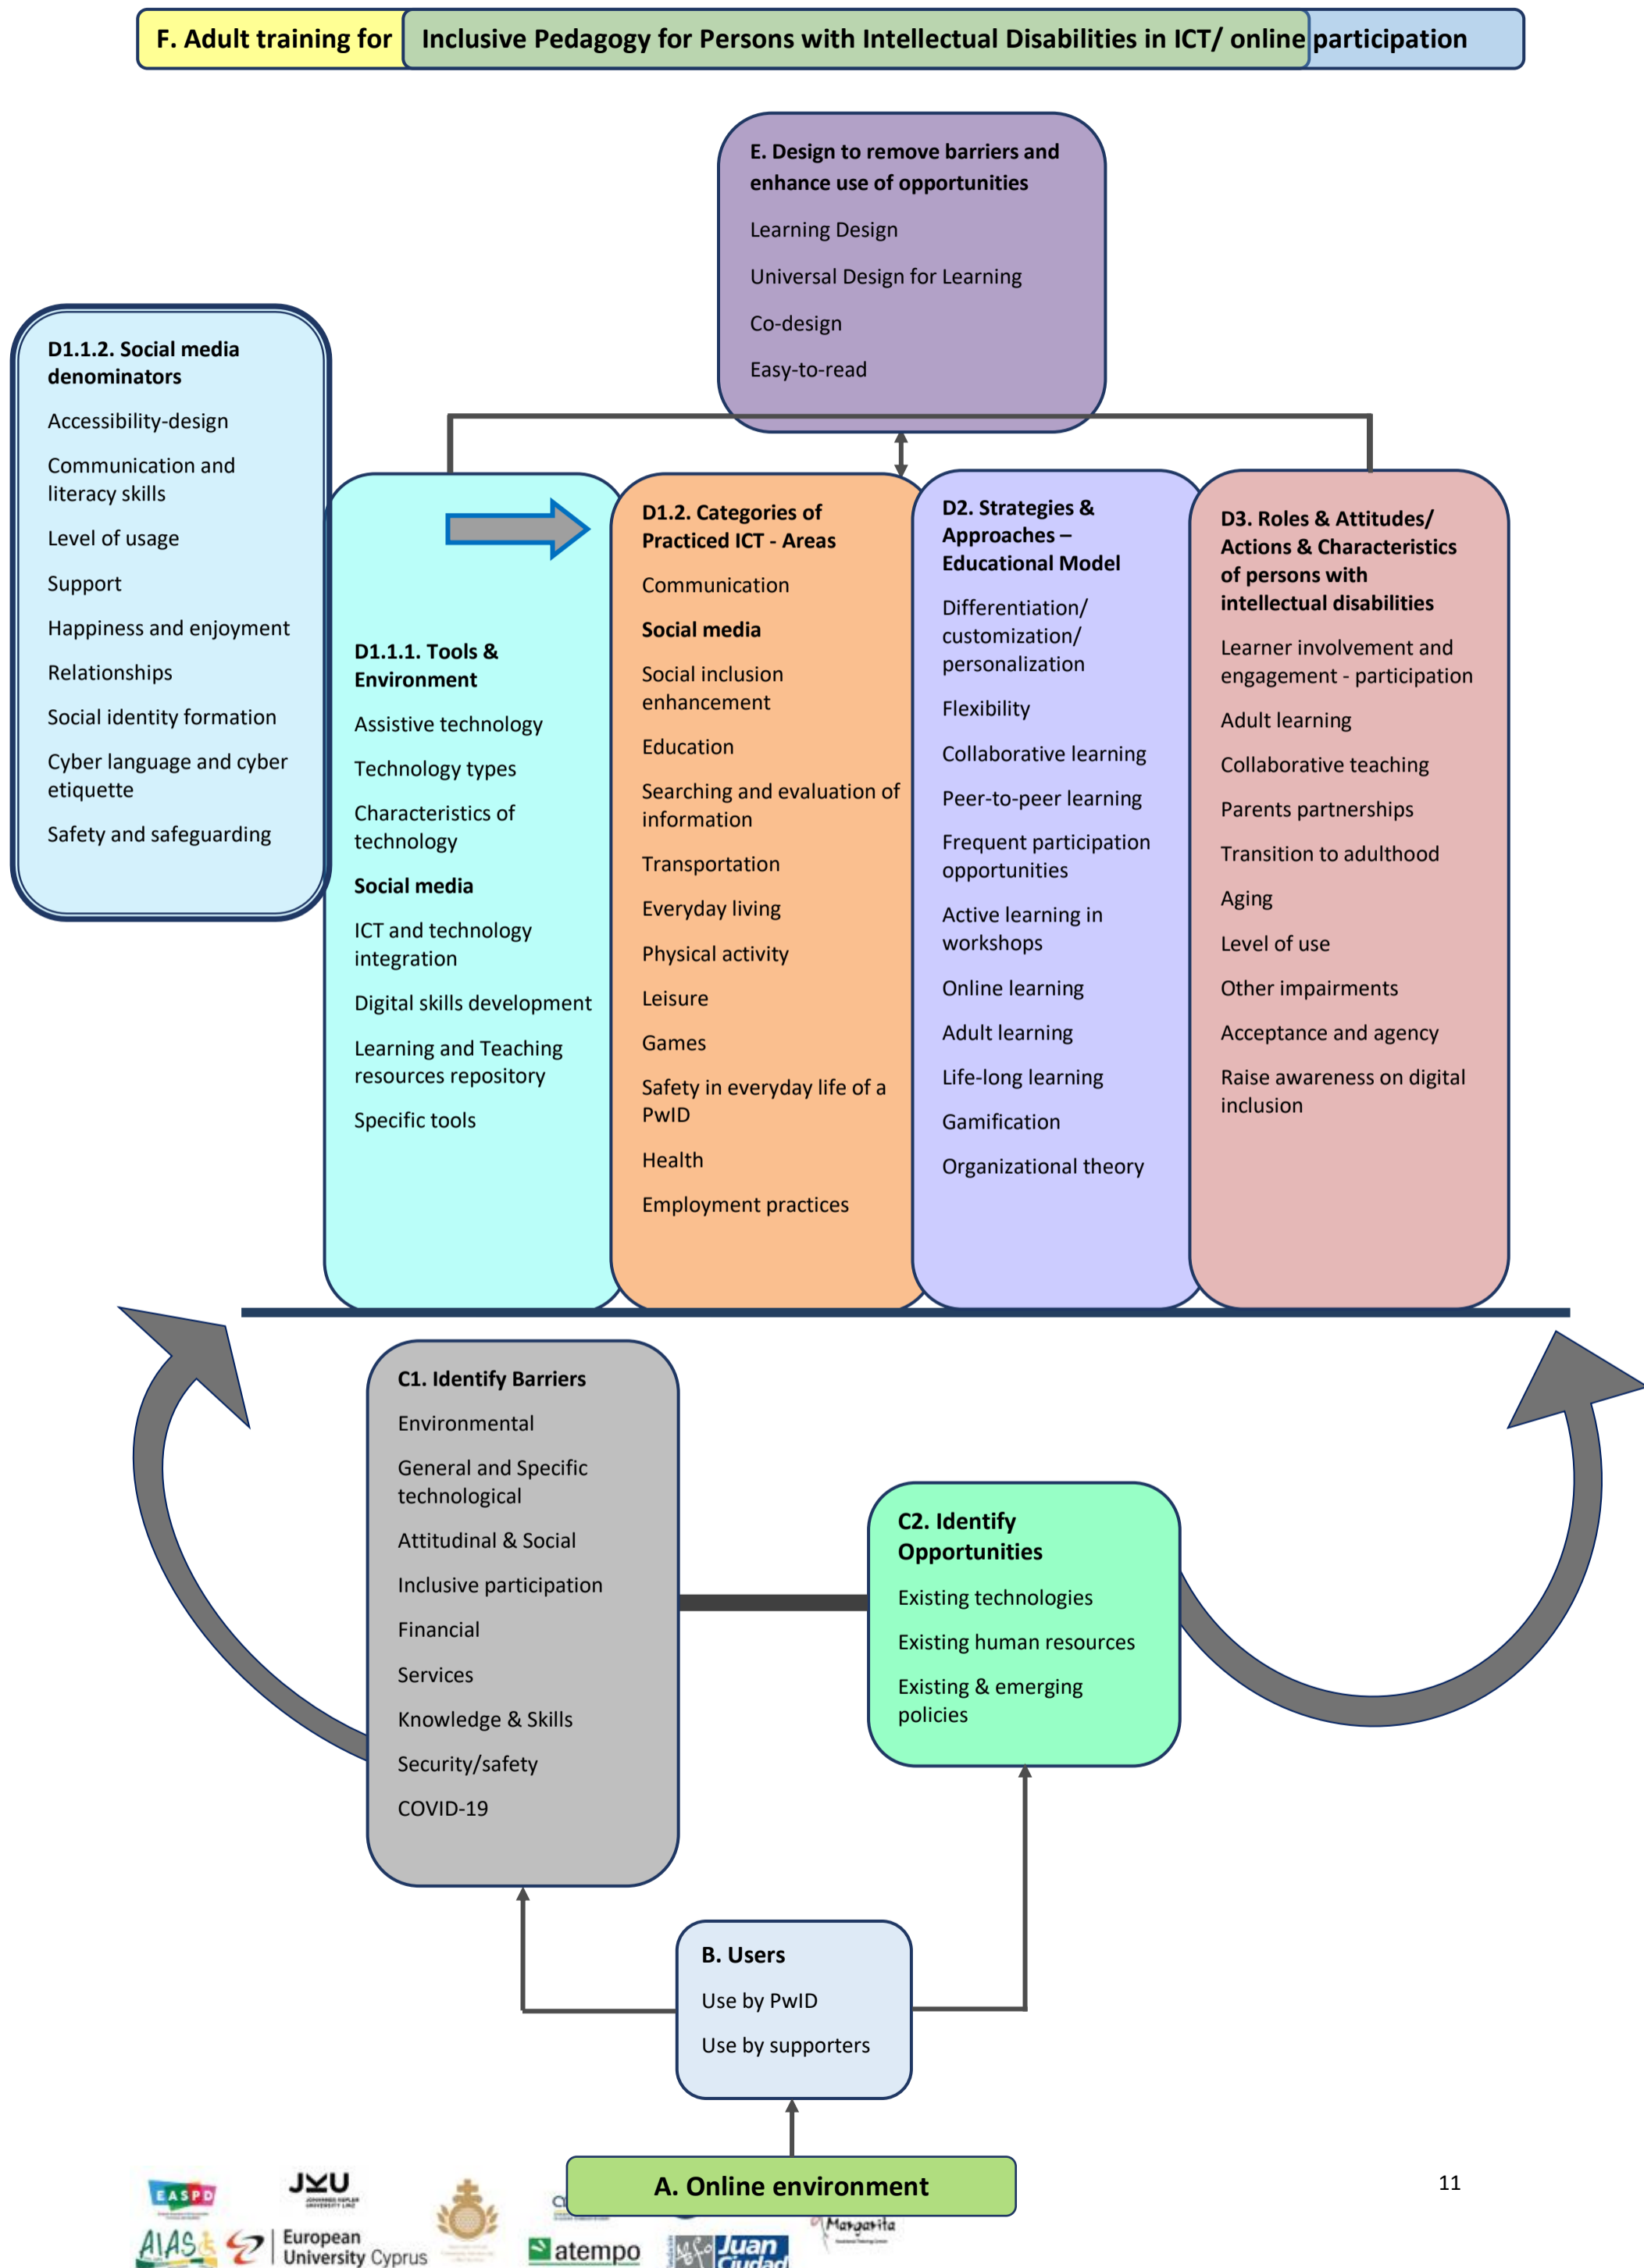 F. Adult training for Inclusive Pedagogy for Persons with Intellectual Disabilities in ICT/ online participation
E. Design to remove barriers and
enhance use of opportunities
Learning Design
Universal Design for Learning
Co-design
Easy-to-read
D1.1.2. Social media
denominators
Accessibility-design
Communication and
literacy skills
Level of usage
Support
Happiness and enjoyment
Relationships
Social identity formation
Cyber language and cyber
etiquette
Safety and safeguarding
D1.1.1. Tools &
Environment
Assistive technology
Technology types
Characteristics of
technology
Social media
ICT and technology
integration
Digital skills development
Learning and Teaching
resources repository
Specific tools
D1.2. Categories of
Practiced ICT - Areas
Communication
Social media
Social inclusion
enhancement
Education
Searching and evaluation of
information
Transportation
Everyday living
Physical activity
Leisure
Games
Safety in everyday life of a
PwID
Health
Employment practices
D2. Strategies &
Approaches –
Educational Model
Differentiation/
customization/
personalization
Flexibility
Collaborative learning
Peer-to-peer learning
Frequent participation
opportunities
Active learning in
workshops
Online learning
Adult learning
Life-long learning
Gamification
Organizational theory
D3. Roles & Attitudes/
Actions & Characteristics
of persons with
intellectual disabilities
Learner involvement and
engagement - participation
Adult learning
Collaborative teaching
Parents partnerships
Transition to adulthood
Aging
Level of use
Other impairments
Acceptance and agency
Raise awareness on digital
inclusion
C1. Identify Barriers
Environmental
General and Specific
technological
Attitudinal & Social
Inclusive participation
Financial
Services
Knowledge & Skills
Security/safety
COVID-19
C2. Identify
Opportunities
Existing technologies
Existing human resources
Existing & emerging
policies
B. Users
Use by PwID
Use by supporters
A. Online environment
11
EASPD
JKU
JOHANNES KEPLER
UNIVERSITY LINZ
AIAS
European
University Cyprus
atempo
Juan
Ciudad
Margarita